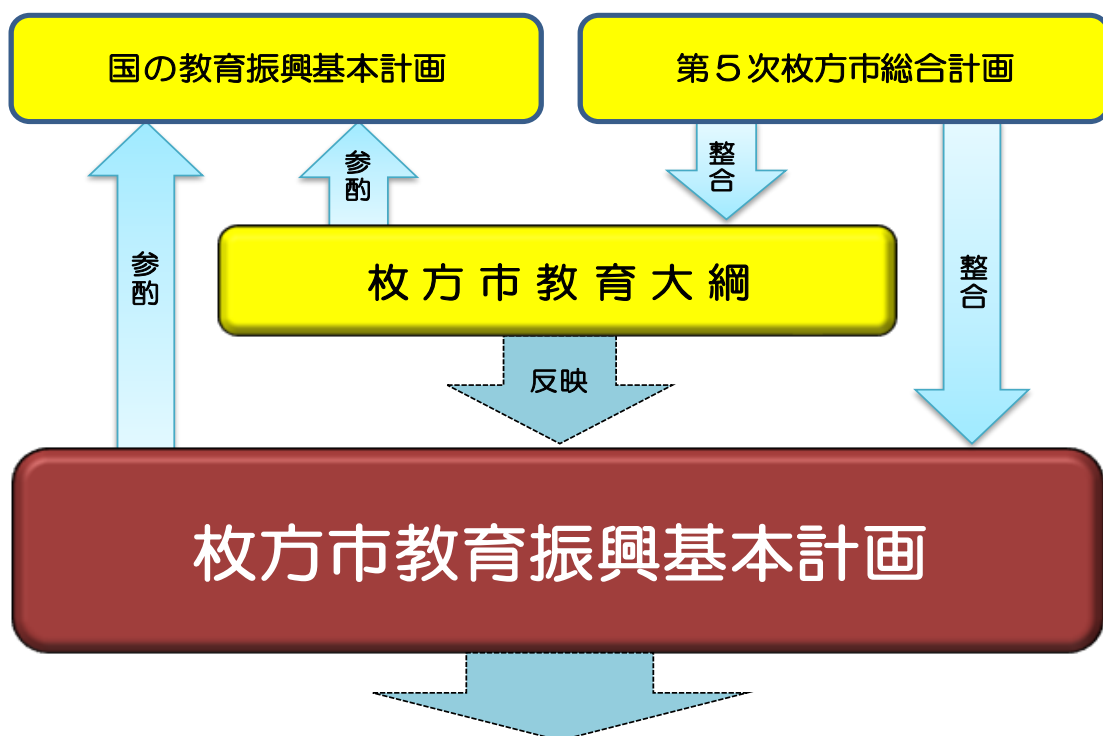 国の教育振興基本計画
第５次枚方市総合計画
参酌
整合
枚方市教育大綱
参酌
整合
反映
枚方市教育振興基本計画